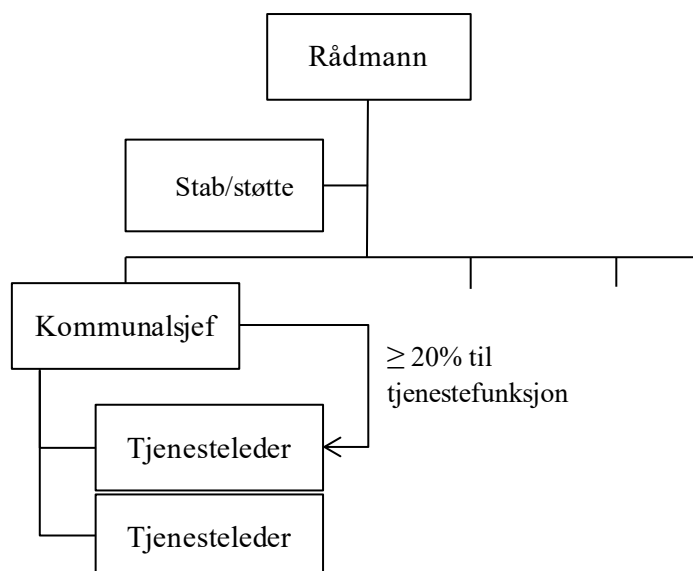 Rådmann
Stab/støtte
Kommunalsjef
≥ 20% til
tjenestefunksjon
Tjenesteleder
Tjenesteleder